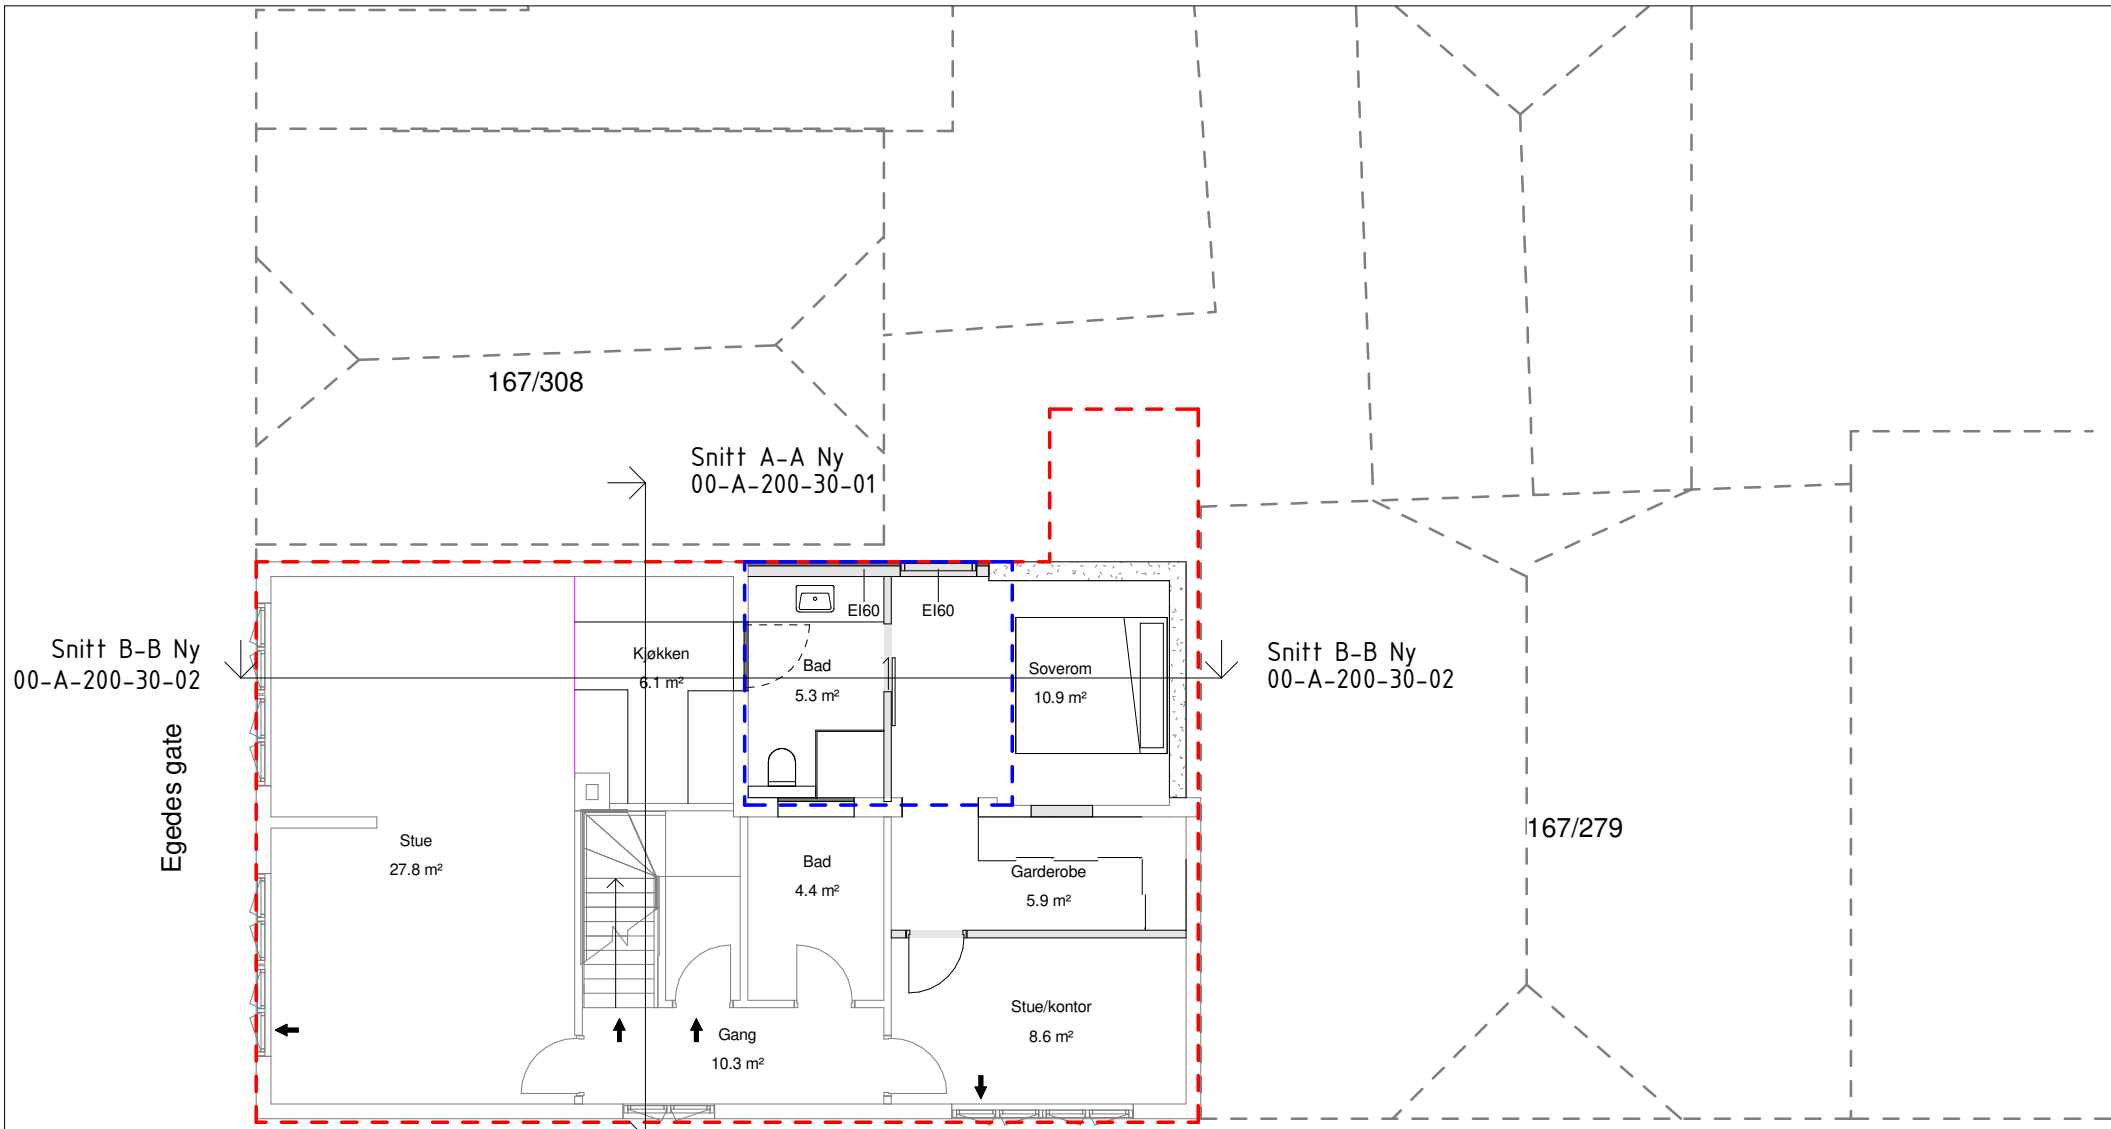 167/308
Snitt A-A Ny
00-A-200-30-01
EI60
EI60
Snitt B-B Ny
00-A-200-30-02
Kjøkken
6.1 m²
Bad
5.3 m²
Soverom
10.9 m²
Snitt B-B Ny
00-A-200-30-02
Egedes gate
Stue
27.8 m²
Bad
4.4 m²
Garderobe
5.9 m²
167/279
Stue/kontor
8.6 m²
Gang
10.3 m²